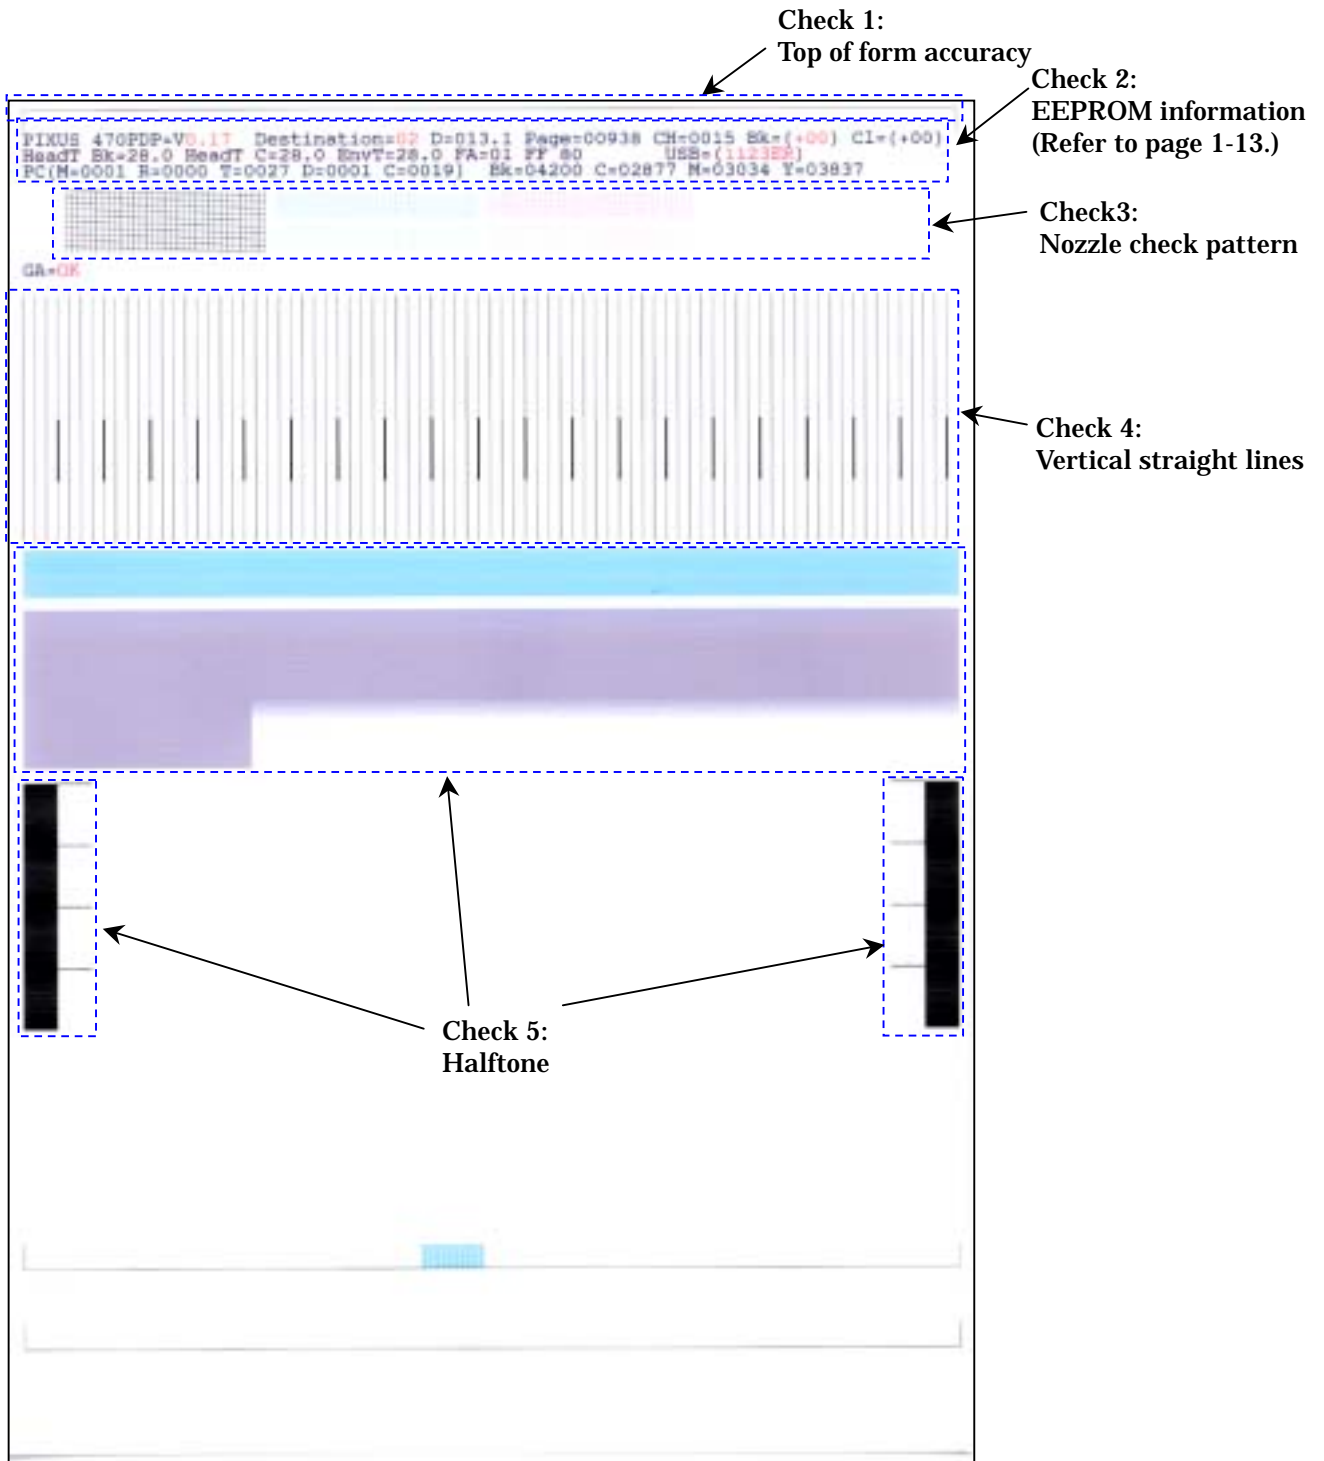 Check 1:
Top of form accuracy
Check 2:
EEPROM information
(Refer to page 1-13.)
PIXUS 470PDP=V0.17 Destination=02 D=013.1 Page=00938 CH=0015 Bk=(+00) Cl=(+00)
HeadT Bk=28.0 HeadT C=28.0 EnvT=28.0 FA=01 FF 80 USB=(1123ER)
PC(M=0001 R=0000 T=0027 D=0001 C=0019) Bk=04200 C=02877 M=03034 Y=03837
Check3:
Nozzle check pattern
GA=OK
Check 4:
Vertical straight lines
Check 5:
Halftone